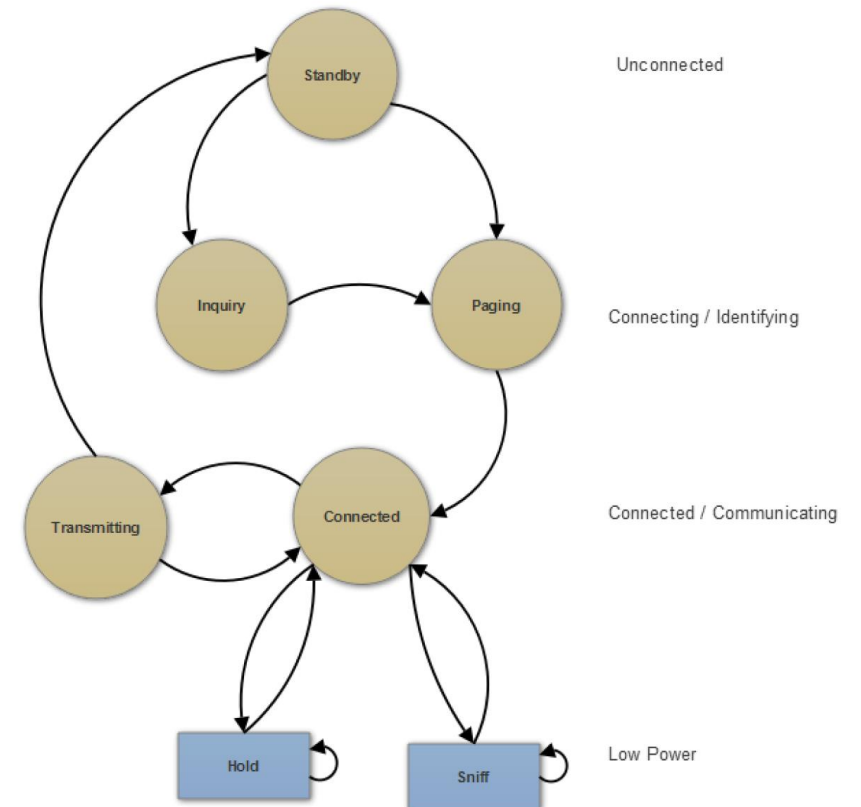 Standby
Unconnected
Inquiry
Paging
Connecting / Identifying
Transmitting
Connected
Connected / Communicating
Hold
Sniff
Low Power